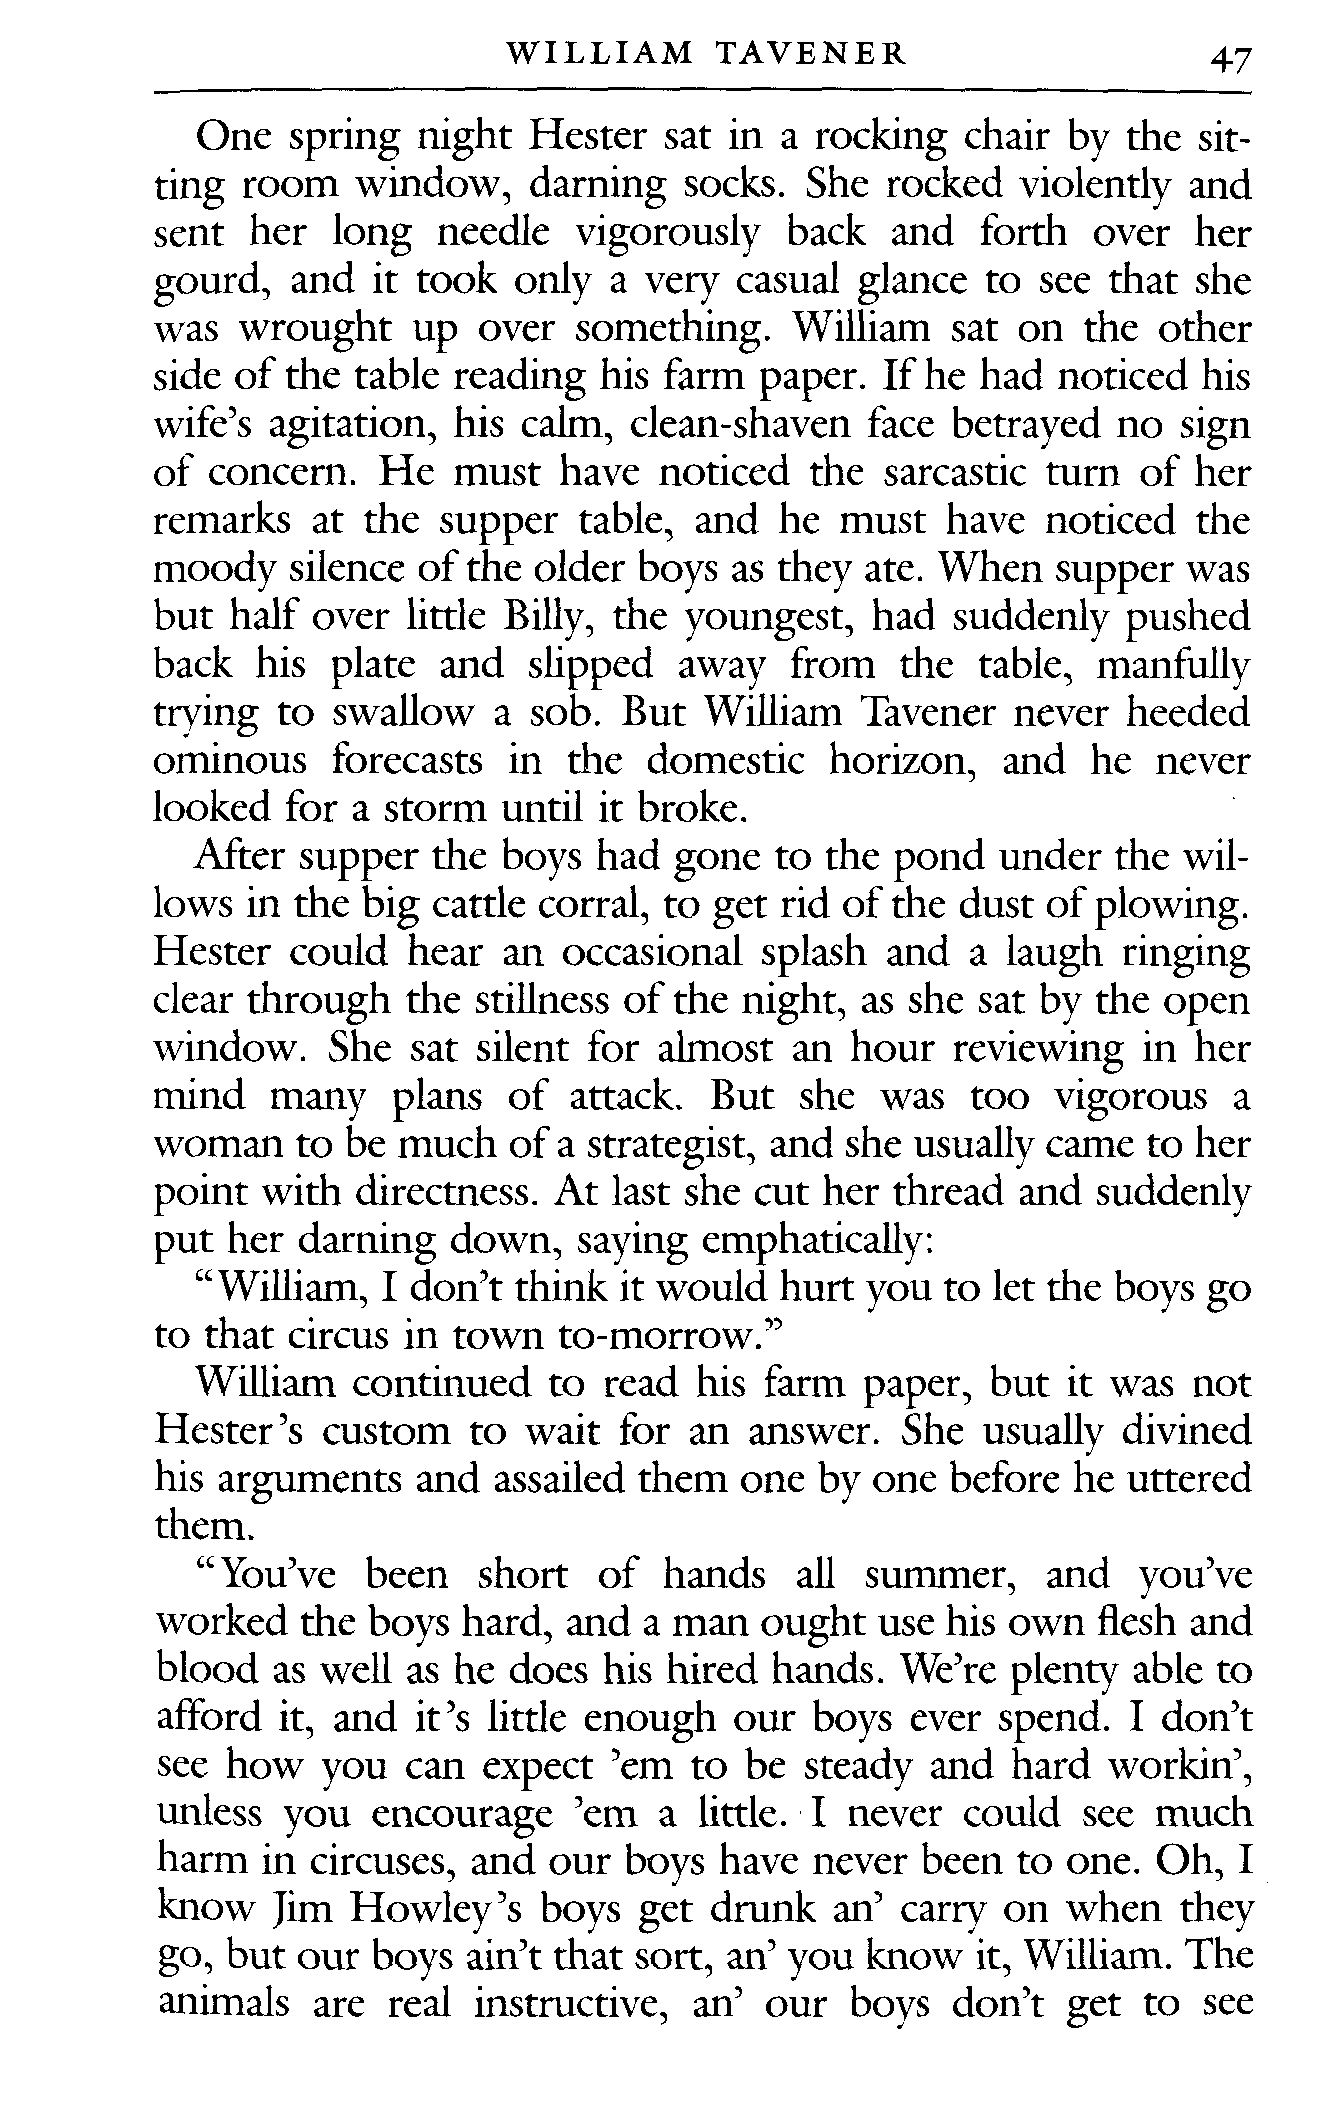 WILLIAM TAVENER 47
One spring night Hester sat in a rocking chair by the sit-
ting room window, darning socks. She rocked violently and
sent her long needle vigorously back and forth over her
gourd, and it took only a very casual glance to see that she
was wrought up over something. William sat on the other
side of the table reading his farm paper. If he had noticed his
wife's agitation, his calm, clean-shaven face betrayed no sign
of concern. He must have noticed the sarcastic turn of her
remarks at the supper table, and he must have noticed the
moody silence of the older boys as they ate. When supper was
but half over little Billy, the youngest, had suddenly pushed
back his plate and slipped away from the table, manfully
trying to swallow a sob. But William Tavener never heeded
ominous forecasts in the domestic horizon, and he never
looked for a storm until it broke.
After supper the boys had gone to the pond under the wil-
lows in the big cattle corral, to get rid of the dust of plowing.
Hester could hear an occasional splash and a laugh ringing
clear through the stillness of the night, as she sat by the open
window. She sat silent for almost an hour reviewing in her
mind many plans of attack. But she was too vigorous a
woman to be much of a strategist, and she usually came to her
point with directness. At last she cut her thread and suddenly
put her darning down, saying emphatically:
“William, I don't think it would hurt you to let the boys go
to that circus in town to-morrow.”
William continued to read his farm paper, but it was not
Hester's custom to wait for an answer. She usually divined
his arguments and assailed them one by one before he uttered
them.
“You've been short of hands all summer, and you've
worked the boys hard, and a man ought use his own flesh and
blood as well as he does his hired hands. We're plenty able to
afford it, and it's little enough our boys ever spend. I don't
see how you can expect 'em to be steady and hard workin',
unless you encourage 'em a little. I never could see much
harm in circuses, and our boys have never been to one. Oh, I
know Jim Howley's boys get drunk an' carry on when they
go, but our boys ain't that sort, an' you know it, William. The
animals are real instructive, an' our boys don't get to see